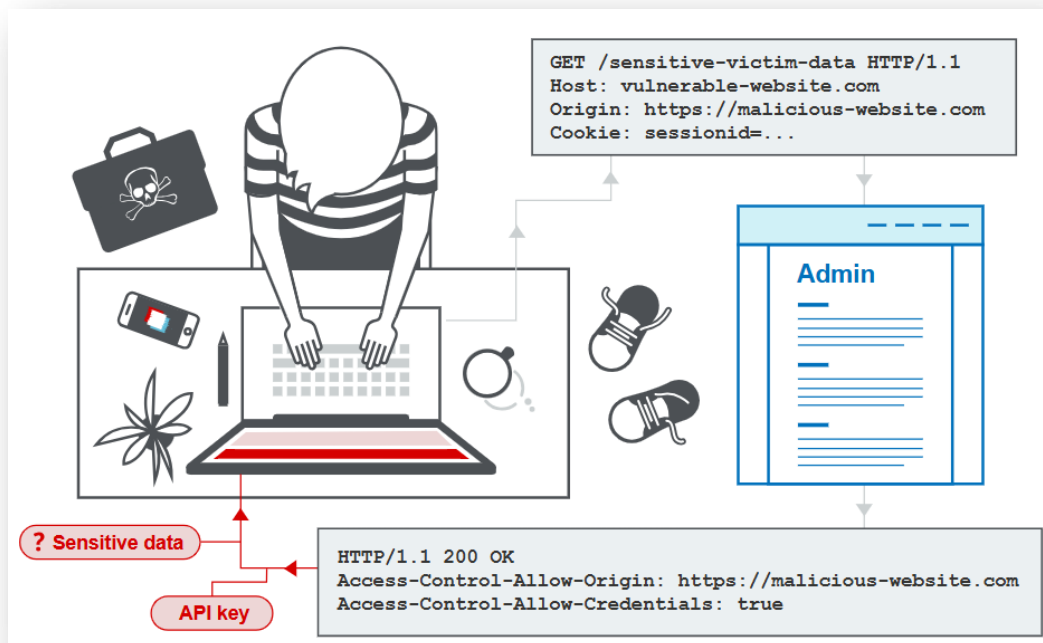 GET /sensitive-victim-data HTTP/1.1
Host: vulnerable-website.com
Origin: https://malicious-website.com
Cookie: sessionid=...
Admin
? Sensitive data
API key
HTTP/1.1 200 OK
Access-Control-Allow-Origin: https://malicious-website.com
Access-Control-Allow-Credentials: true